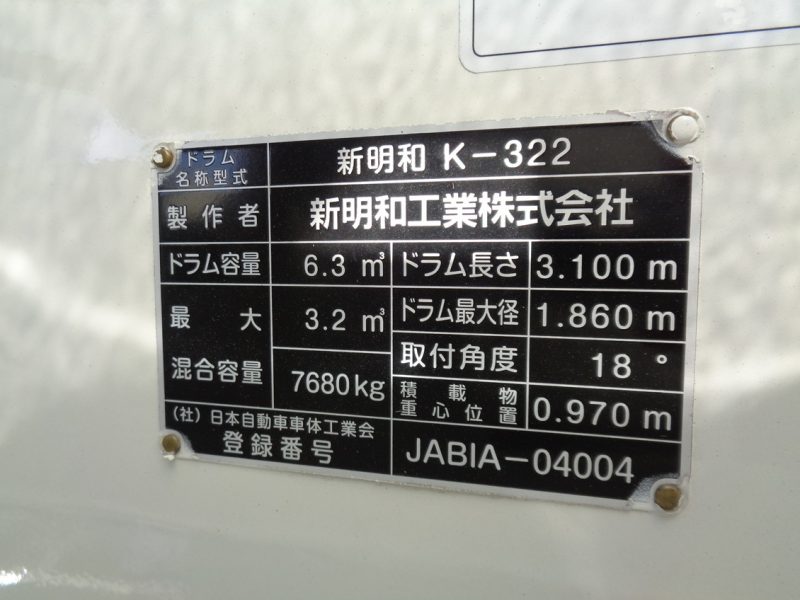 ドラム
名称型式
新明和 K-322
製作者
新明和工業株式会社
ドラム容量
6.3 m³
ドラム長さ
3.100 m
最大
混合容量
3.2 m³
7680kg
ドラム最大径
1.860 m
取付角度
18 °
積載物
重心位置
0.970 m
(社)日本自動車車体工業会
登録番号
JABIA-04004